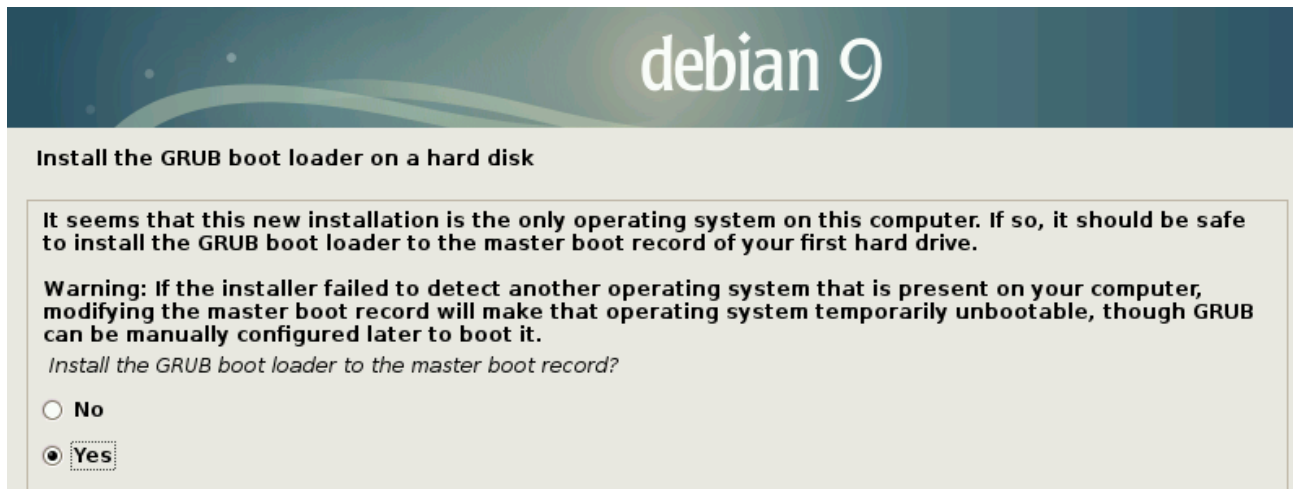 debian 9
Install the GRUB boot loader on a hard disk
It seems that this new installation is the only operating system on this computer. If so, it should be safe
to install the GRUB boot loader to the master boot record of your first hard drive.
Warning: If the installer failed to detect another operating system that is present on your computer,
modifying the master boot record will make that operating system temporarily unbootable, though GRUB
can be manually configured later to boot it.
Install the GRUB boot loader to the master boot record?
No
Yes